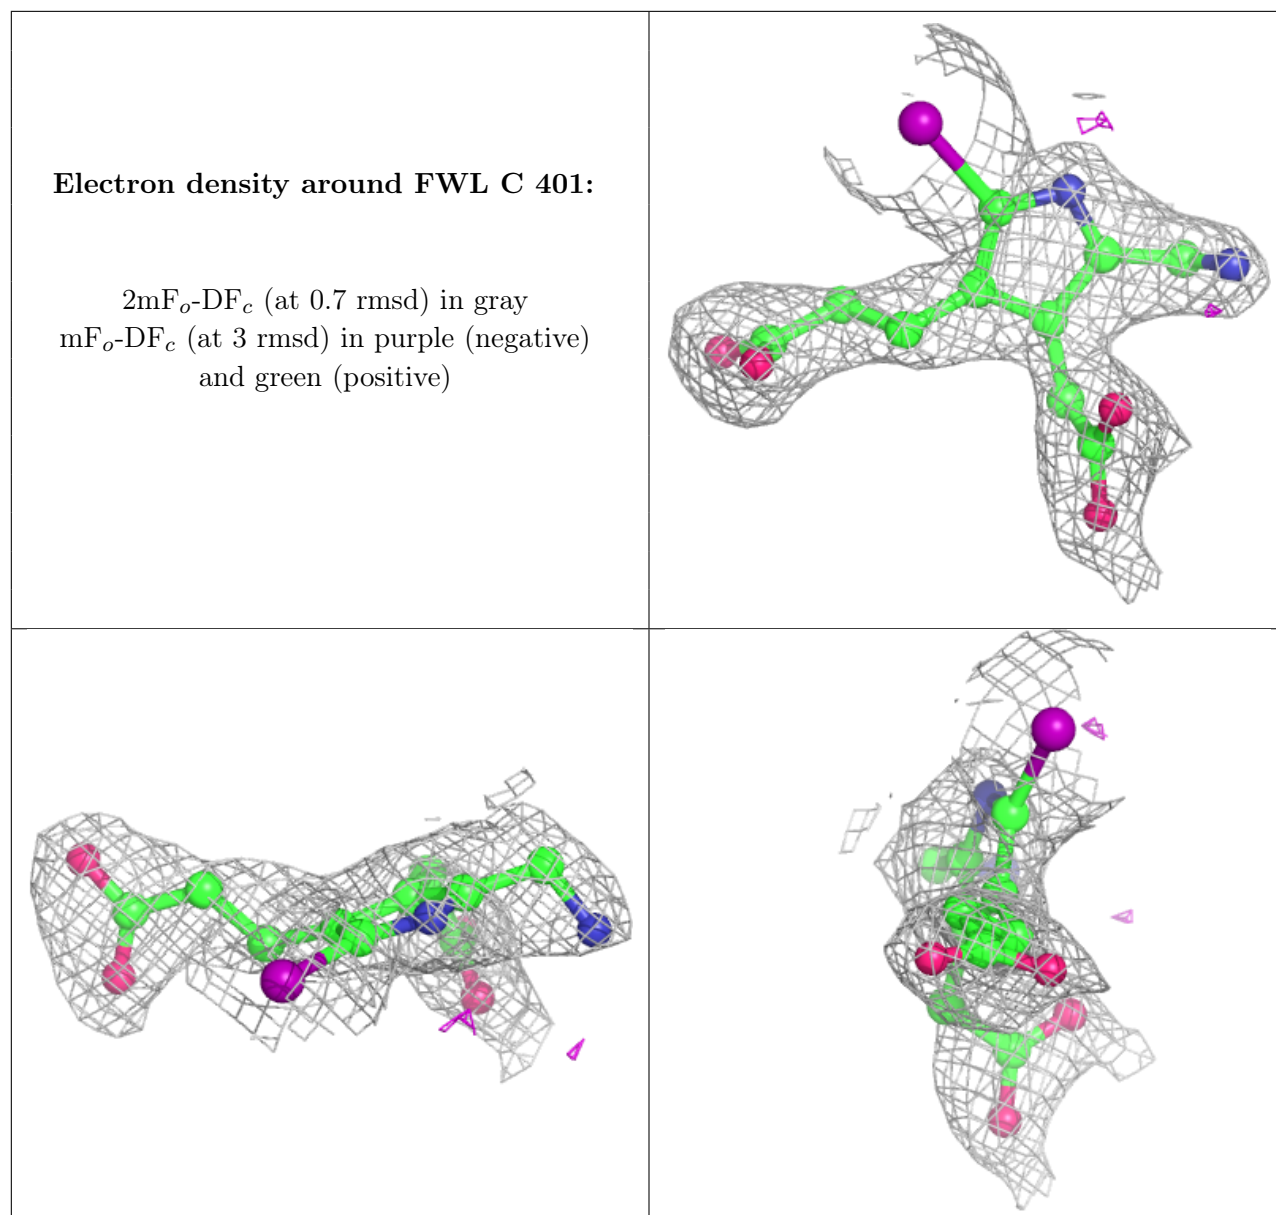 Electron density around FWL C 401:
2mFo-DFc (at 0.7 rmsd) in gray
mFo-DFc (at 3 rmsd) in purple (negative)
and green (positive)